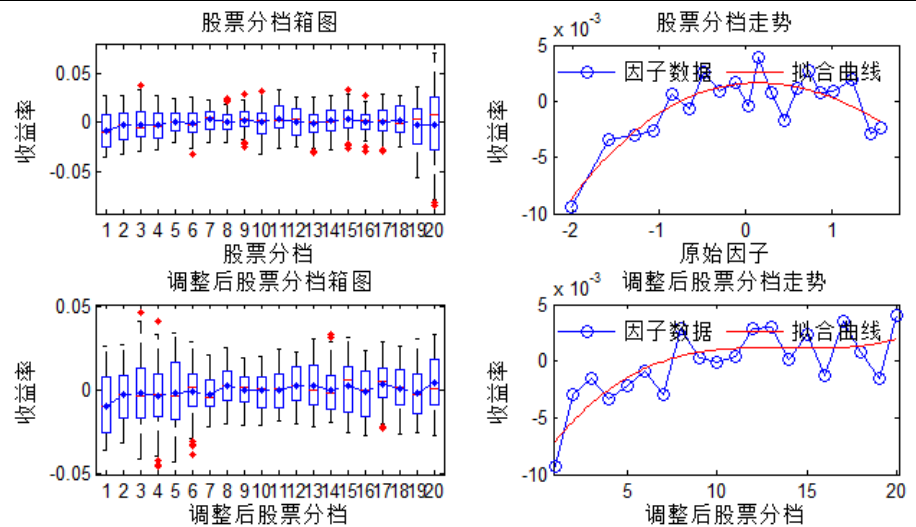 股票分档箱图
收益率
0.05
0
-0.05
1 2 3 4 5 6 7 8 9 10 11 12 13 14 15 16 17 18 19 20
股票分档
股票分档走势
x 10^-3
收益率
5
0
-5
-10
因子数据
拟合曲线
-2 -1 0 1
原始因子
调整后股票分档箱图
收益率
0.05
0
-0.05
1 2 3 4 5 6 7 8 9 10 11 12 13 14 15 16 17 18 19 20
调整后股票分档
调整后股票分档走势
x 10^-3
收益率
5
0
-5
-10
因子数据
拟合曲线
5 10 15 20
调整后股票分档